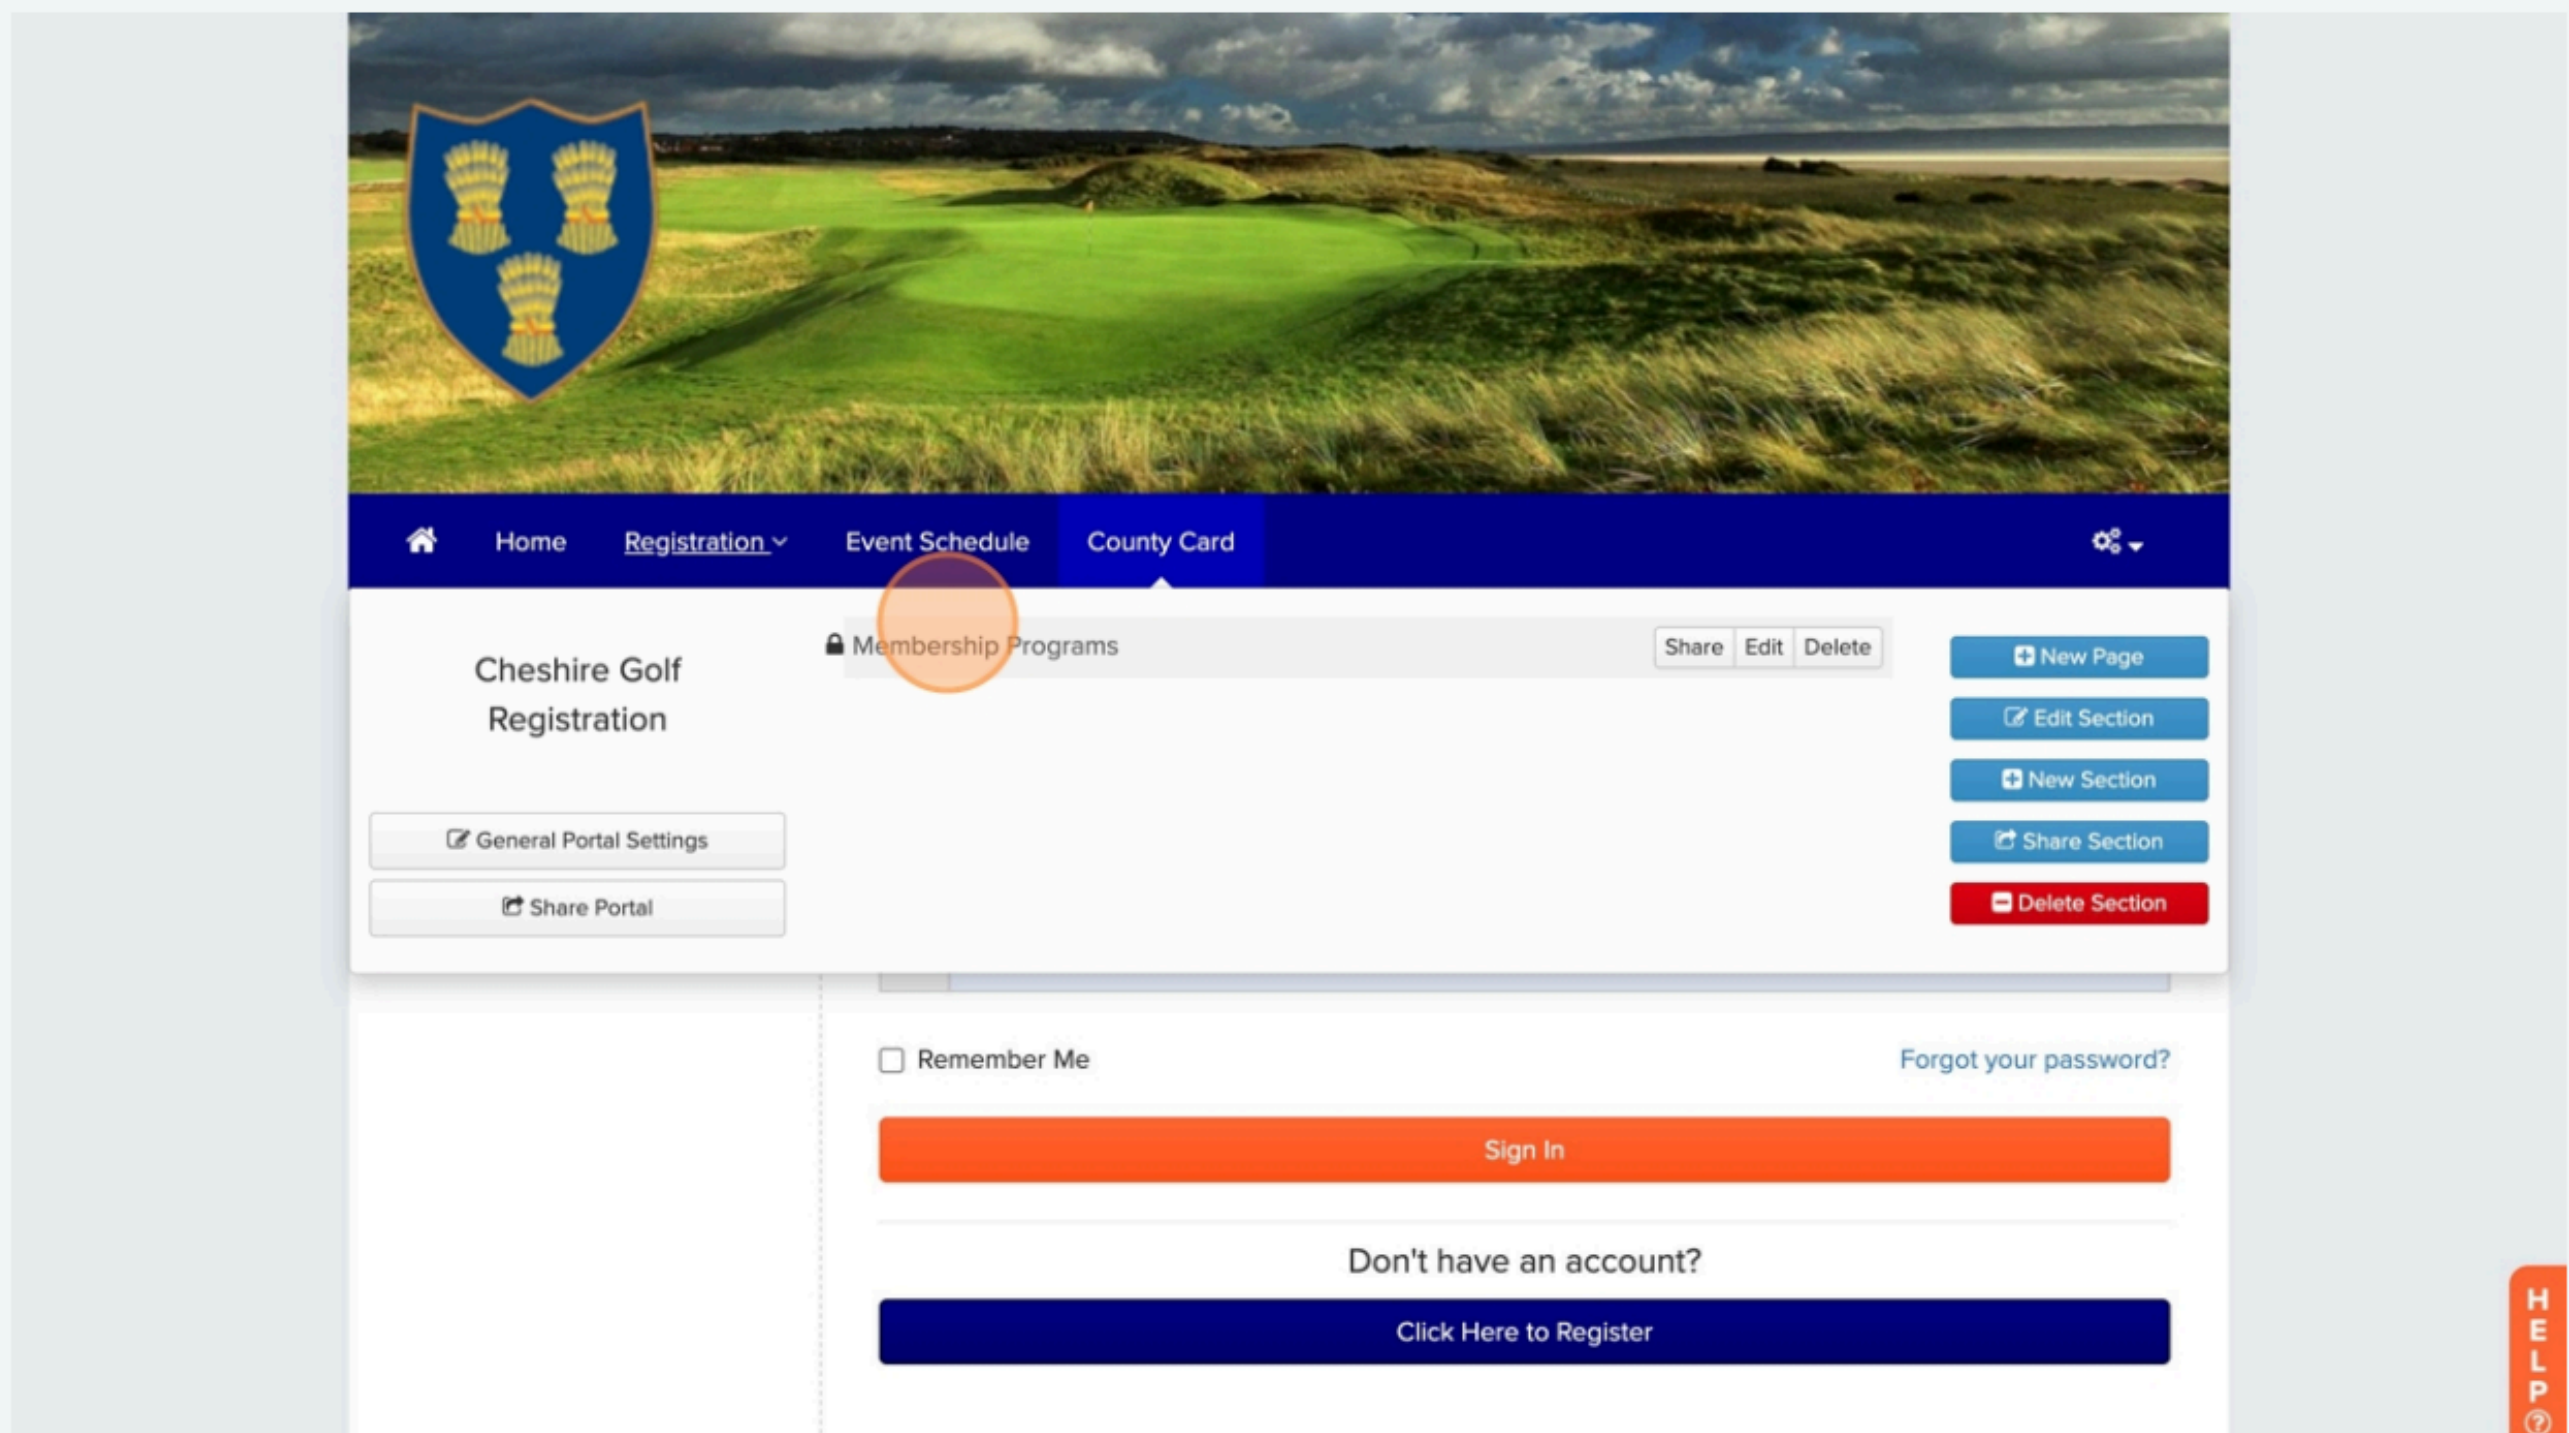 Home Registration Event Schedule County Card
Cheshire Golf
Registration
General Portal Settings
Share Portal
Membership Programs Share Edit Delete
New Page
Edit Section
New Section
Share Section
Delete Section
Remember Me Forgot your password?
Sign In
Don't have an account?
Click Here to Register
HELP